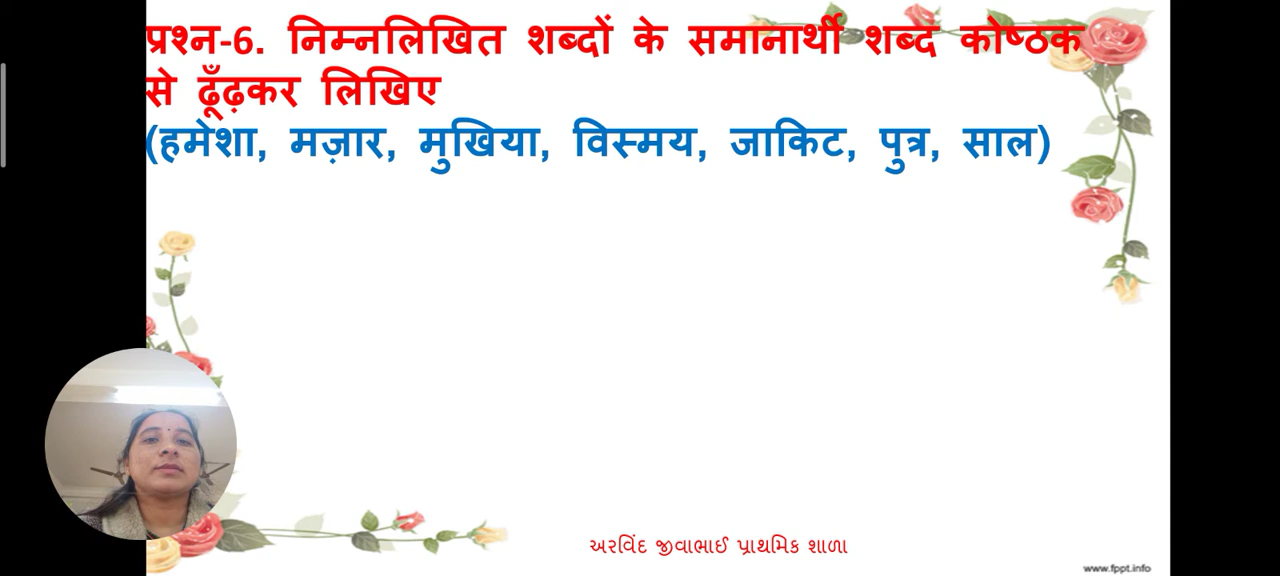 प्रश्न-6. निम्नलिखित शब्दों के समानार्थी शब्द कोष्ठक
से ढूँढ़कर लिखिए
(हमेशा, मज़ार, मुखिया, विस्मय, जाकिट, पुत्र, साल)
અરવિંદ જીવાભાઈ પ્રાથમિક શાળા
www.fppt.info